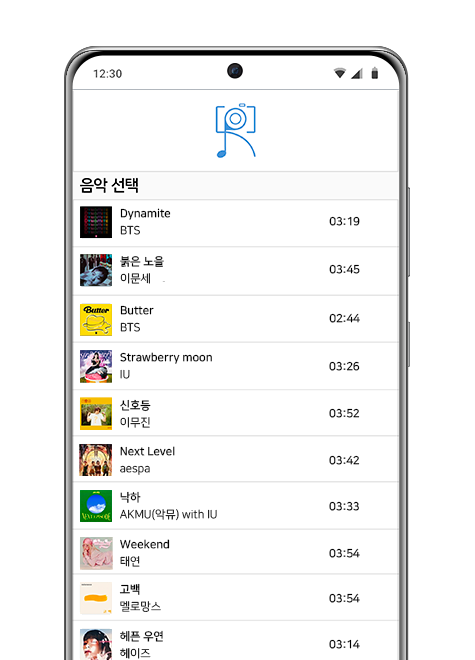 12:30
음악 선택
Dynamite
BTS
03:19
붉은 노을
이문세
03:45
Butter
Butter
BTS
02:44
Strawberry moon
IU
03:26
신호등
이무진
03:52
Next Level
aespa
03:42
낙하
AKMU(악뮤) with IU
03:33
NEXT EPISODE
Weekend
태연
03:54
고백
멜로망스
03:54
헤픈 우연
헤이즈
03:14